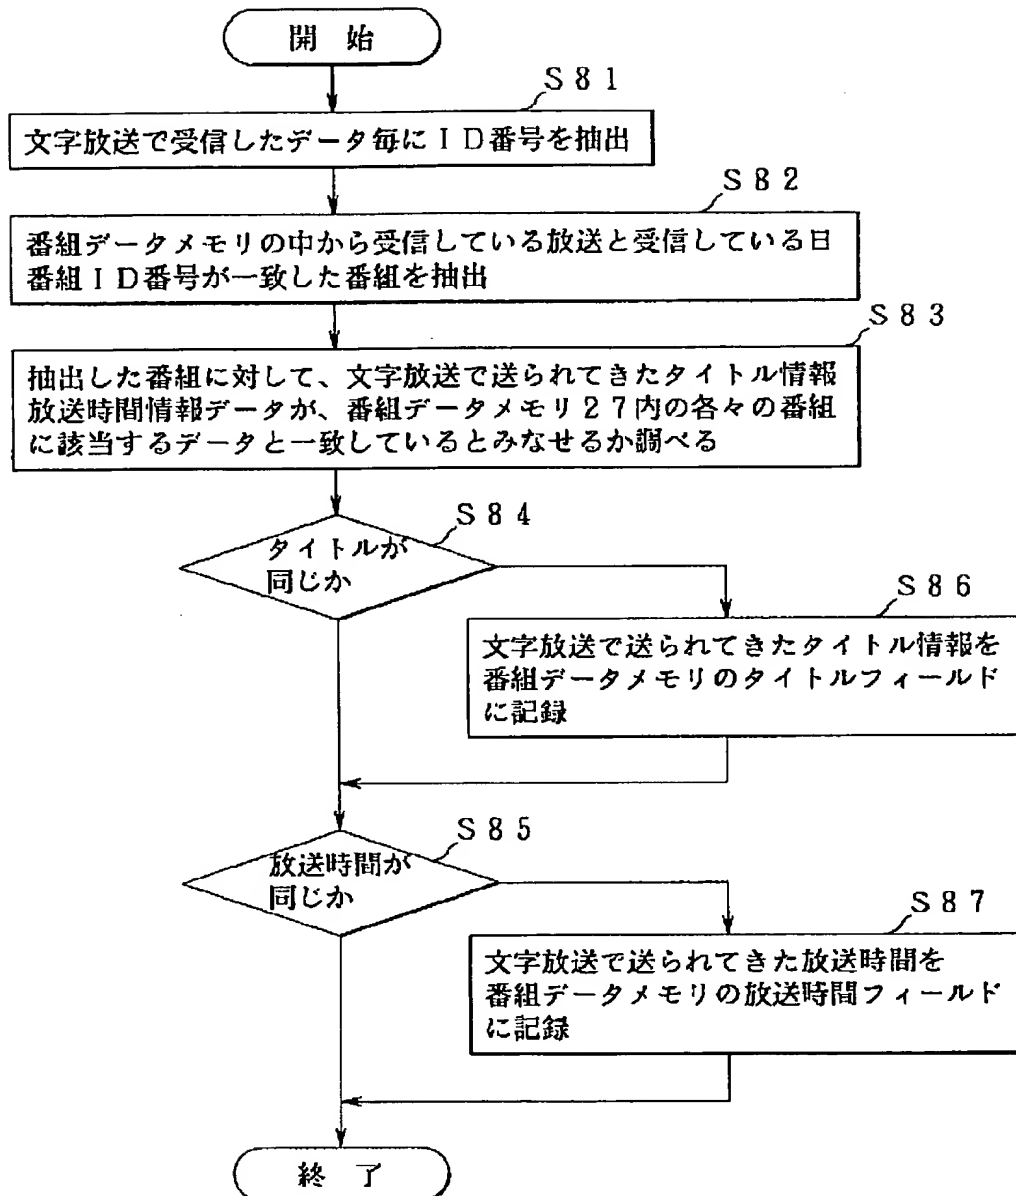 開 始
S81
文字放送で受信したデータ毎にＩＤ番号を抽出
S82
番組データメモリの中から受信している放送と受信している日
番組ＩＤ番号が一致した番組を抽出
S83
抽出した番組に対して、文字放送で送られてきたタイトル情報
放送時間情報データが、番組データメモリ２７内の各々の番組
に該当するデータと一致しているとみなせるか調べる
S84
タイトルが
同じか
S86
文字放送で送られてきたタイトル情報を
番組データメモリのタイトルフィールド
に記録
S85
放送時間が
同じか
S87
文字放送で送られてきた放送時間を
番組データメモリの放送時間フィールド
に記録
終 了